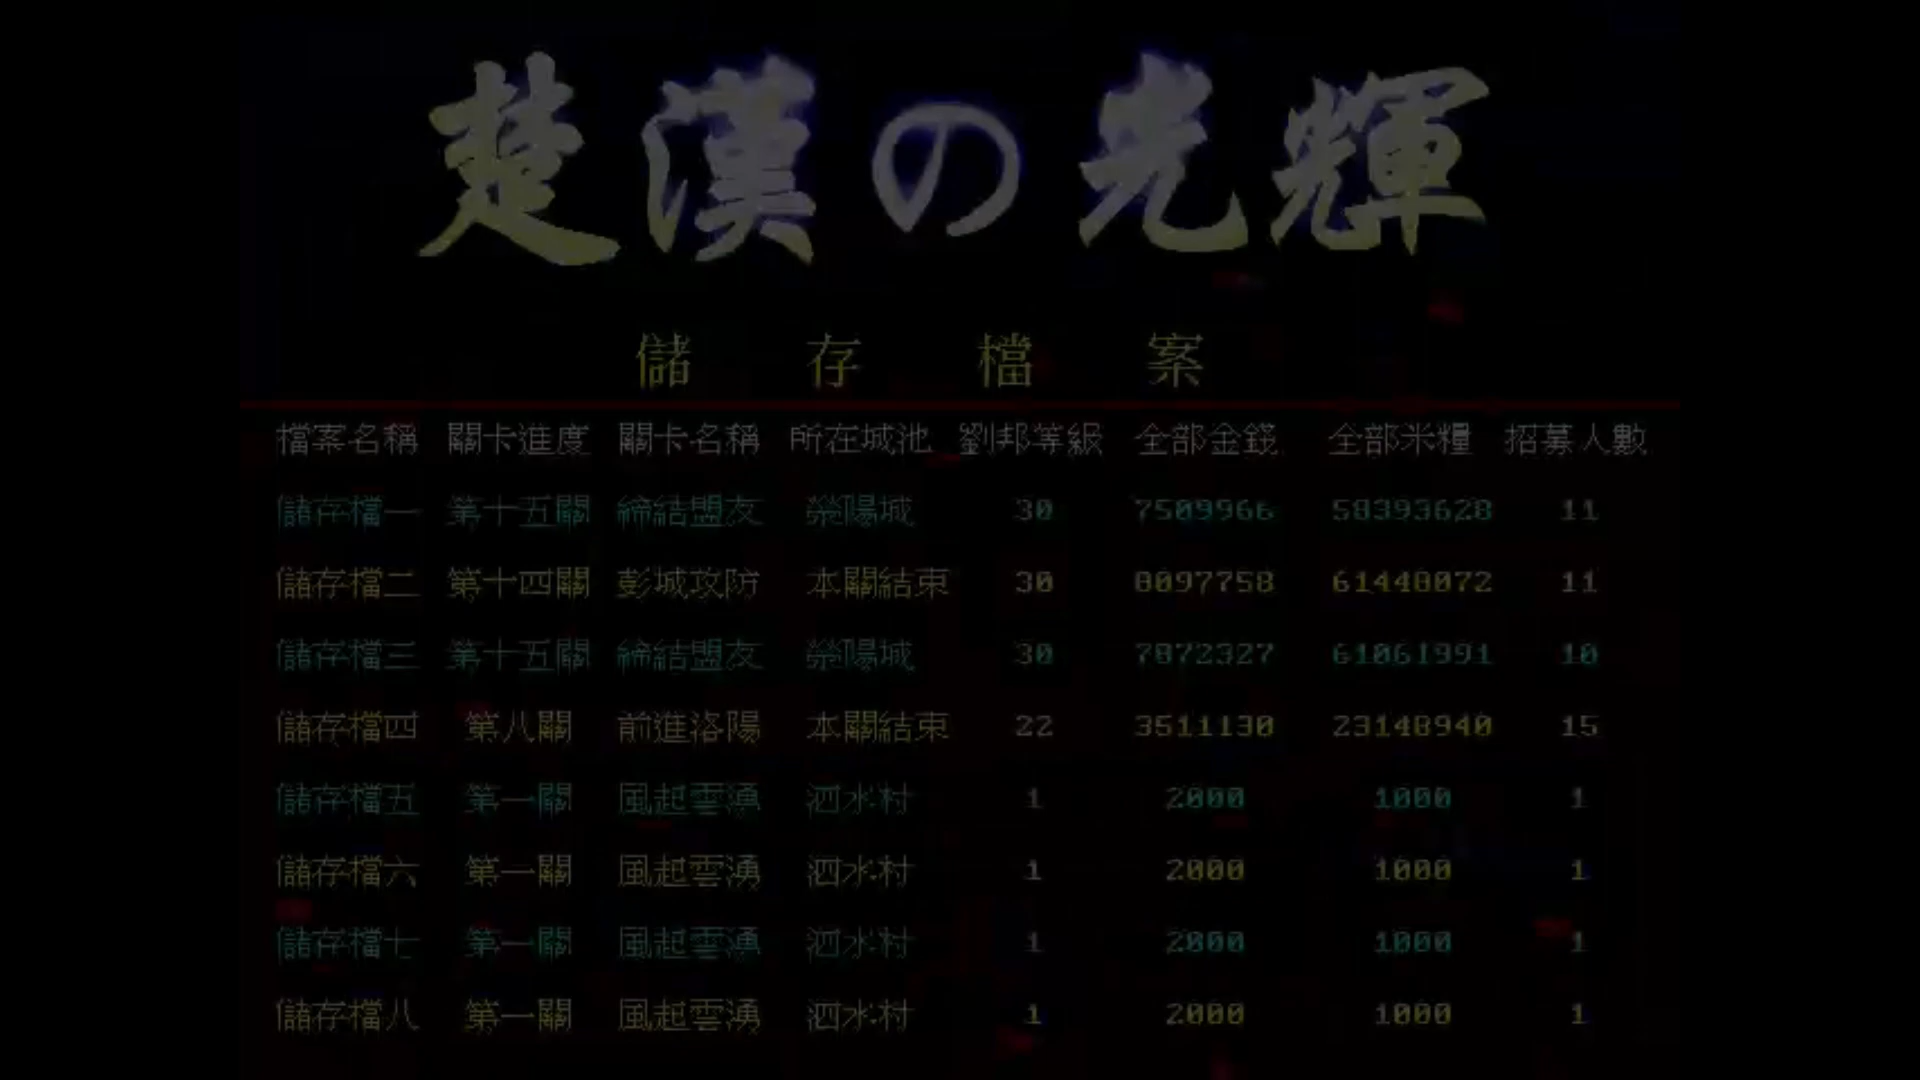 楚漢の光輝
儲存檔案
檔案名稱 關卡進度 關卡名稱 所在城池 劉邦等級 全部金錢 全部米糧 招募人數
儲存檔一 第十五關 締結盟友 滎陽城 30 7509966 58393628 11
儲存檔二 第十四關 彭城攻防 本關結束 30 8097758 61448072 11
儲存檔三 第十五關 締結盟友 滎陽城 30 7872327 61061991 10
儲存檔四 第八關 前進洛陽 本關結束 22 3511130 23148940 15
儲存檔五 第一關 風起雲湧 泗水村 1 2000 1000 1
儲存檔六 第一關 風起雲湧 泗水村 1 2000 1000 1
儲存檔七 第一關 風起雲湧 泗水村 1 2000 1000 1
儲存檔八 第一關 風起雲湧 泗水村 1 2000 1000 1